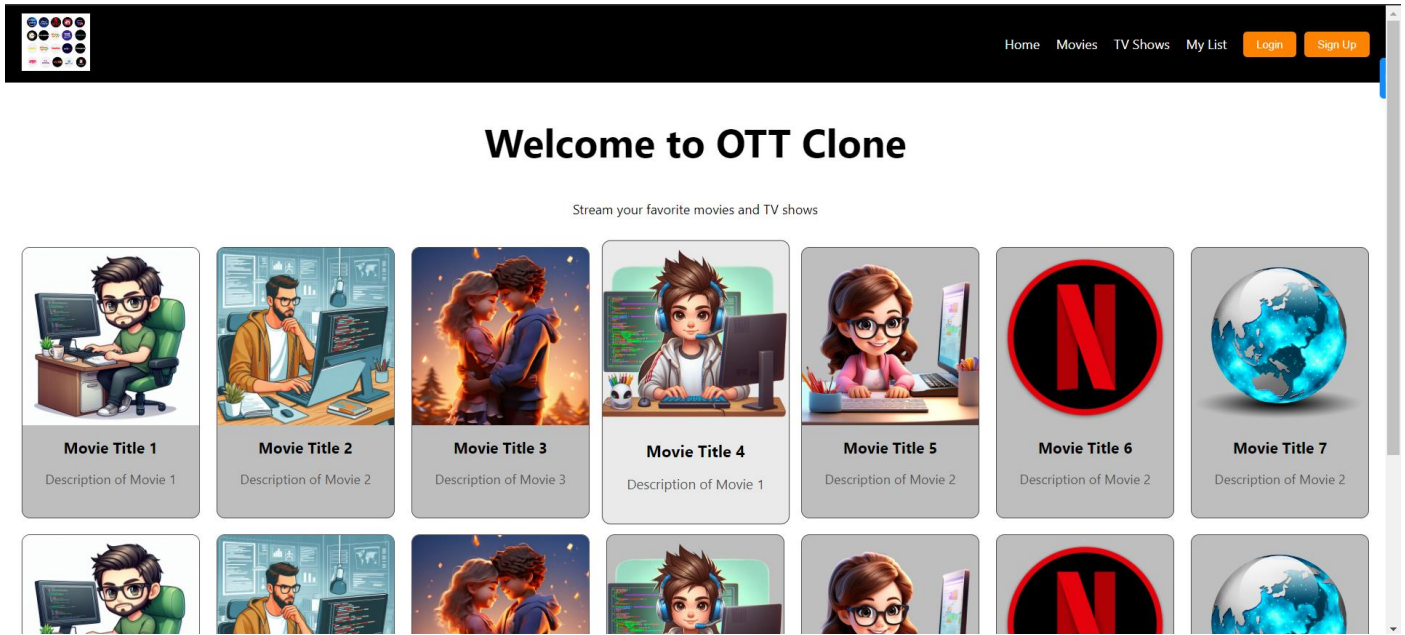 Home Movies TV Shows My List Login Sign Up
Welcome to OTT Clone
Stream your favorite movies and TV shows
Movie Title 1 Movie Title 2 Movie Title 3 Movie Title 4 Movie Title 5 Movie Title 6 Movie Title 7
Description of Movie 1 Description of Movie 2 Description of Movie 3 Description of Movie 1 Description of Movie 2 Description of Movie 2 Description of Movie 2